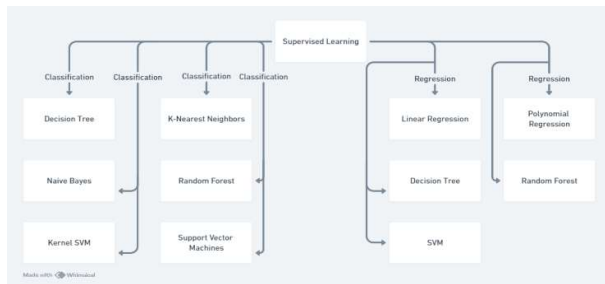 Supervised Learning
Classification Classification Classification Classification Regression Regression
Decision Tree K-Nearest Neighbors Linear Regression Polynomial
Regression
Naive Bayes Random Forest Decision Tree Random Forest
Kernel SVM Support Vector
Machines SVM
Made with Whimsical